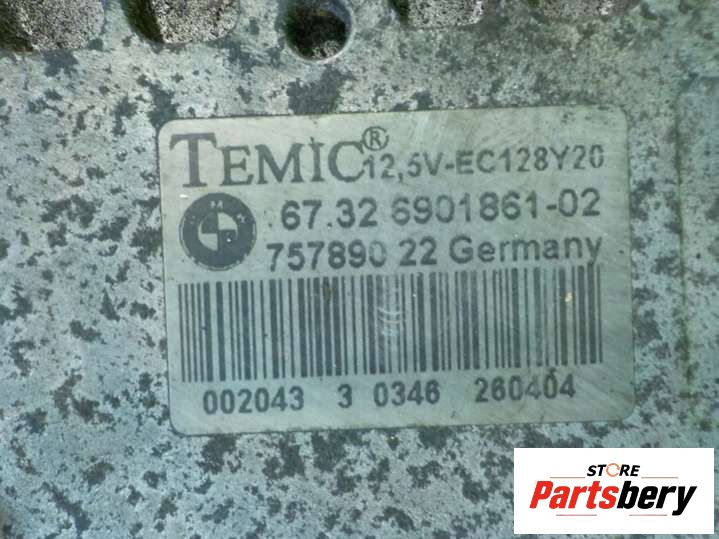 TEMIC® 12,5V-EC128Y20
67.32 6901861-02
757890 22 Germany
002043 3 0346 260404
STORE
Partsbery